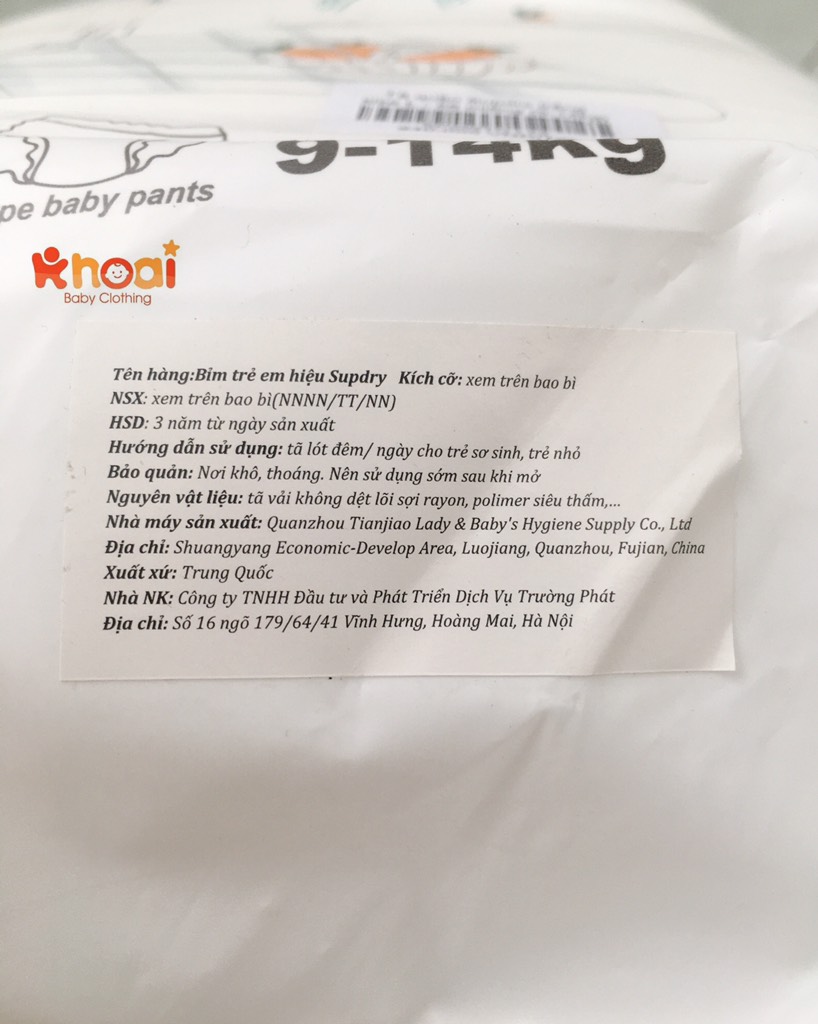 9-14kg
pe baby pants
Khoai
Baby Clothing
Tên hàng:Bỉm trẻ em hiệu Supdry Kích cỡ: xem trên bao bì
NSX: xem trên bao bì(NNNN/TT/NN)
HSD: 3 năm từ ngày sản xuất
Hướng dẫn sử dụng: tã lót đêm/ ngày cho trẻ sơ sinh, trẻ nhỏ
Bảo quản: Nơi khô, thoáng. Nên sử dụng sớm sau khi mở
Nguyên vật liệu: tã vải không dệt lõi sợi rayon, polimer siêu thấm,...
Nhà máy sản xuất: Quanzhou Tianjiao Lady & Baby's Hygiene Supply Co., Ltd
Địa chỉ: Shuangyang Economic-Develop Area, Luojiang, Quanzhou, Fujian, China
Xuất xứ: Trung Quốc
Nhà NK: Công ty TNHH Đầu tư và Phát Triển Dịch Vụ Trường Phát
Địa chỉ: Số 16 ngõ 179/64/41 Vĩnh Hưng, Hoàng Mai, Hà Nội